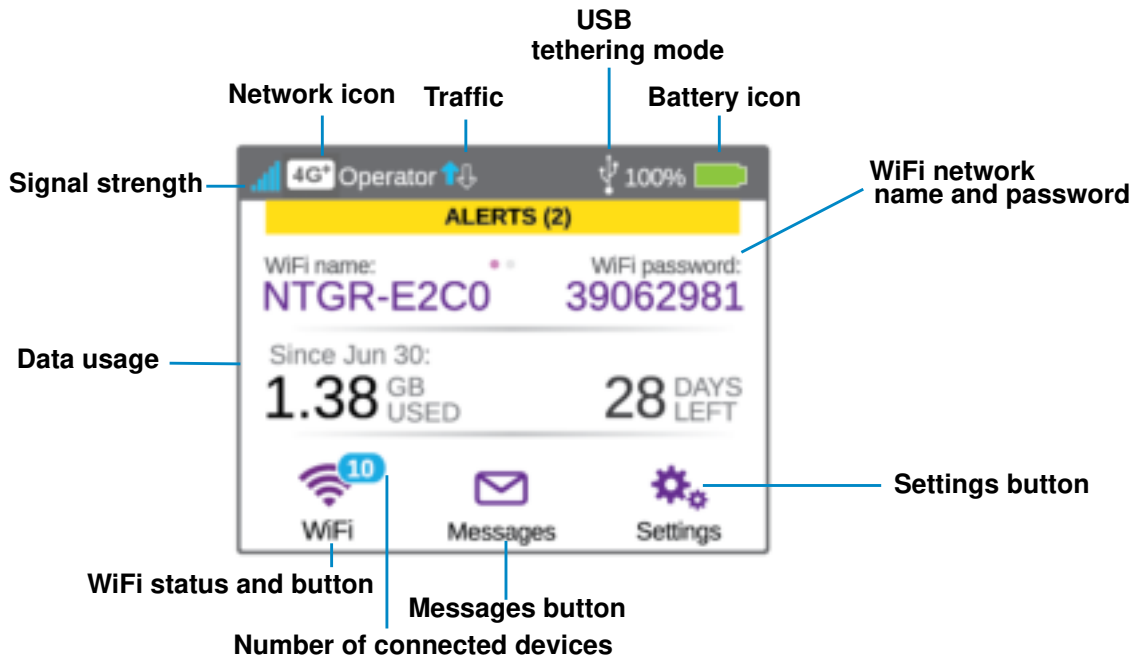 USB
tethering mode
Network icon
Traffic
Battery icon
Signal strength
4G+ Operator 100%
WiFi network
name and password
ALERTS (2)
WiFi name: WiFi password:
NTGR-E2C0 39062981
Data usage
Since Jun 30:
1.38 GB USED 28 DAYS LEFT
10
Settings button
WiFi Messages Settings
WiFi status and button
Messages button
Number of connected devices